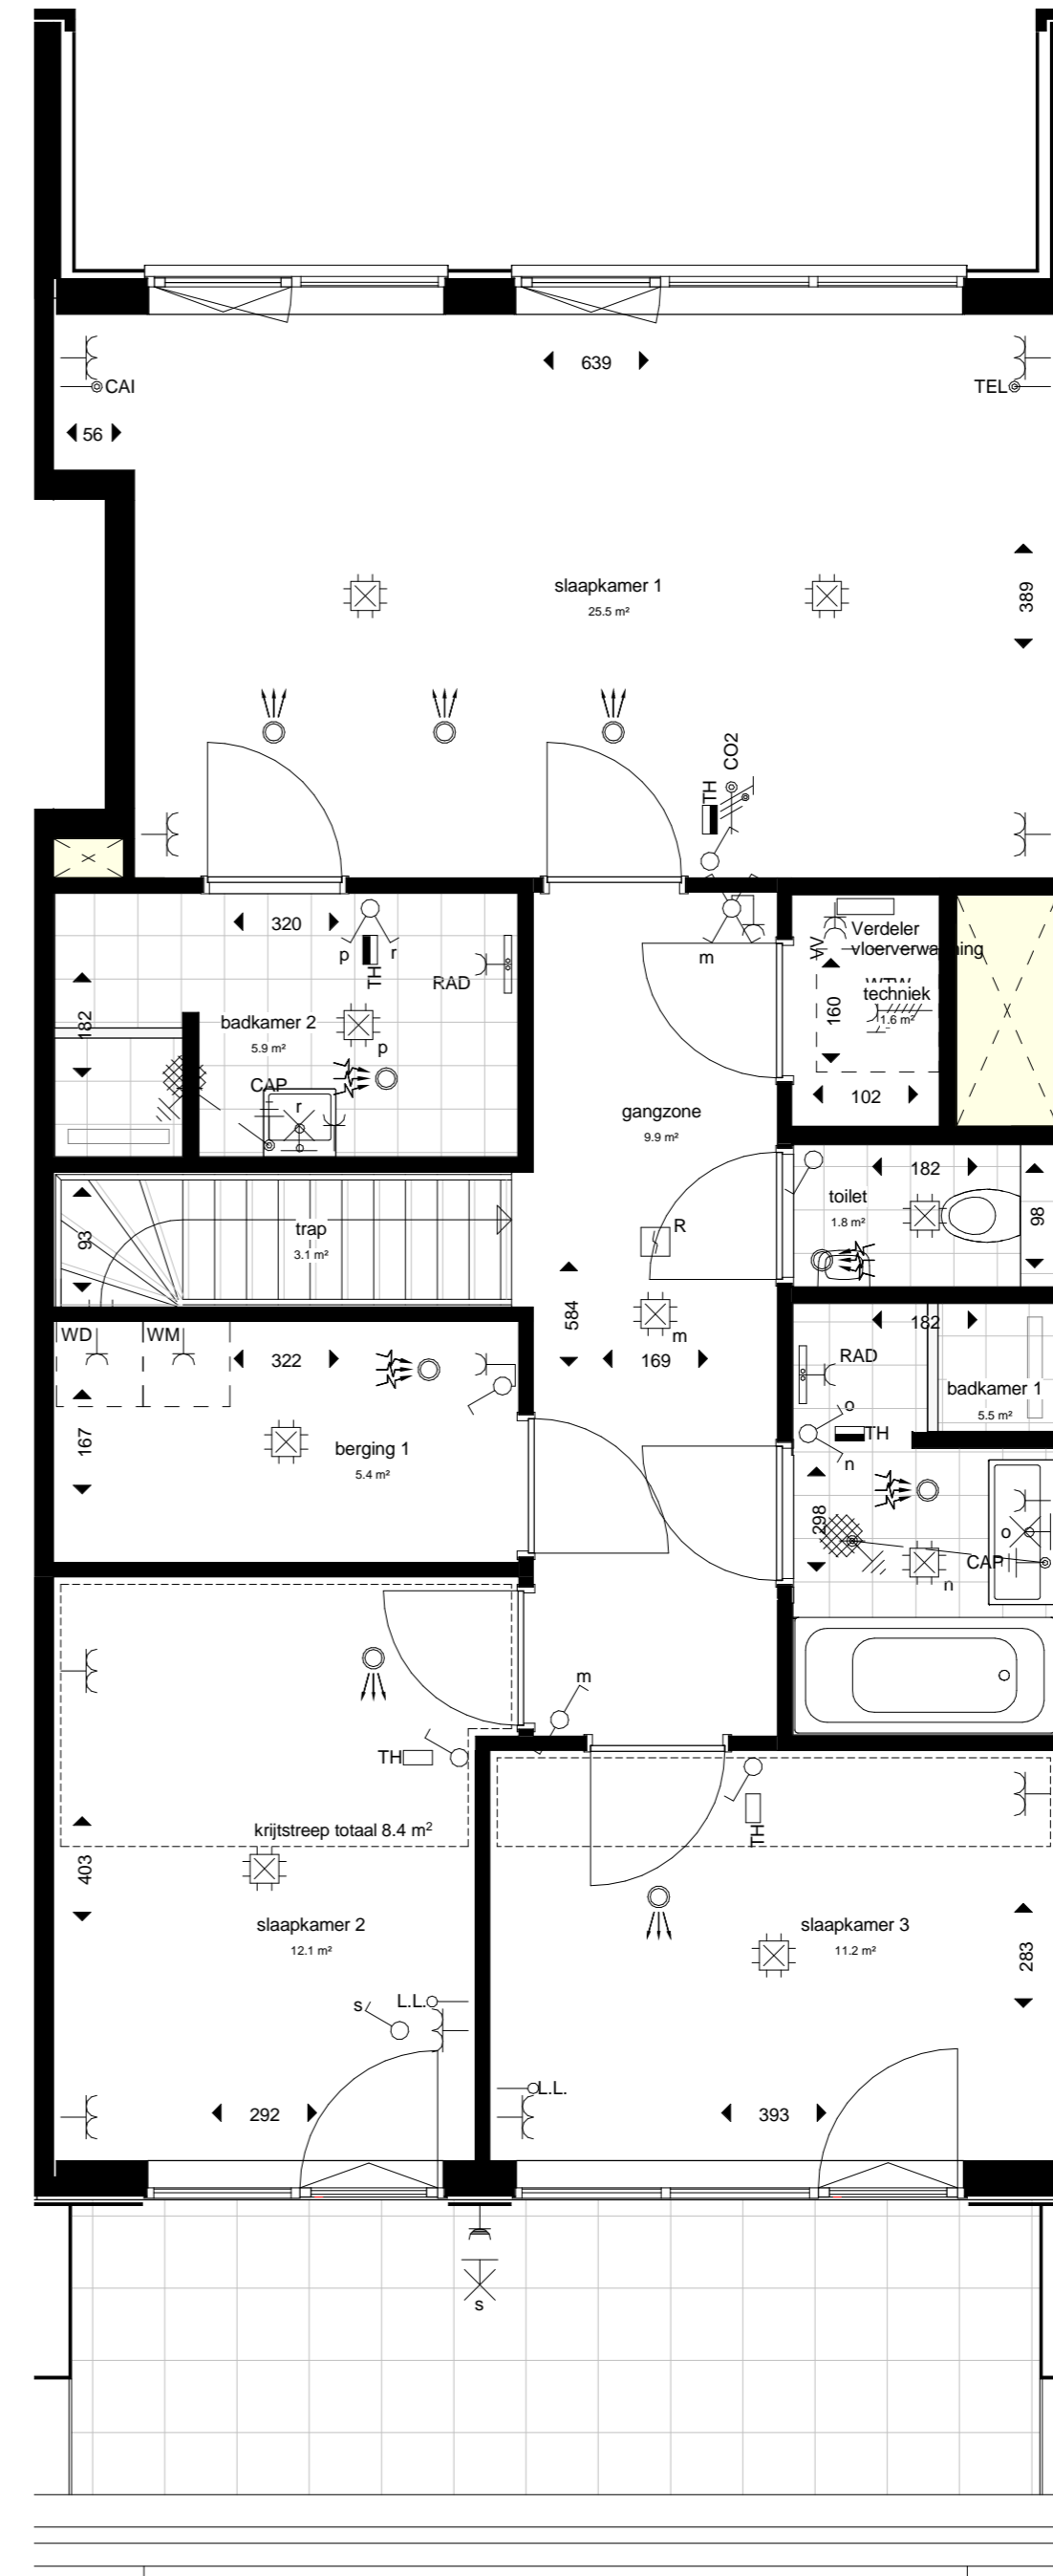 639
CAI
TEL
56
slaapkamer 1
25.5 m²
389
CO2
TH
320
p
r
TH
RAD
m
Verdeler
vloerverwarming
VV
WTW
techniek
1.6 m²
160
102
182
badkamer 2
5.9 m²
p
CAP
r
gangzone
9.9 m²
182
toilet
1.8 m²
98
93
trap
3.1 m²
R
584
m
169
WD
WM
322
167
berging 1
5.4 m²
182
RAD
badkamer 1
5.5 m²
o
TH
n
298
o
CAP
n
m
TH
TH
krijtstreep totaal 8.4 m²
403
slaapkamer 2
12.1 m²
slaapkamer 3
11.2 m²
283
s
L.L.
L.L.
292
393
s